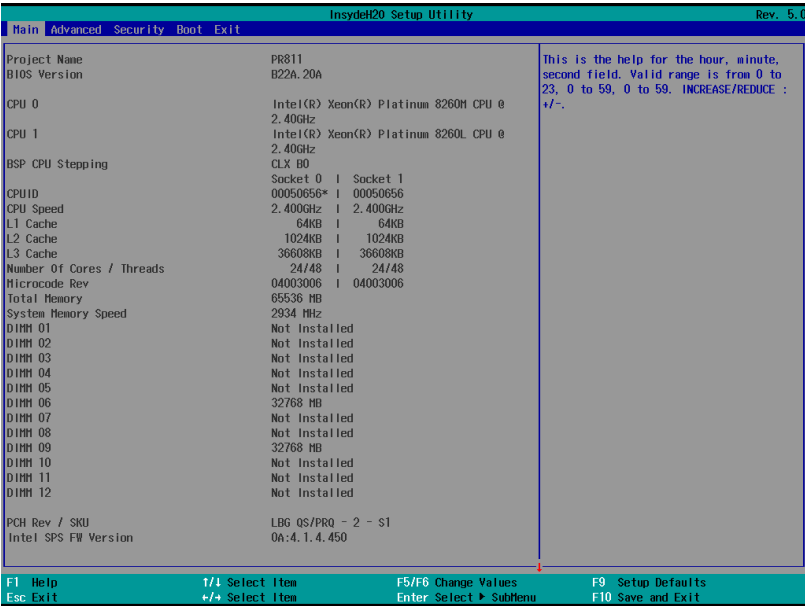 InsydeH20 Setup Utility Rev. 5.0
Main Advanced Security Boot Exit
Project Name PR811
BIOS Version B22A.20A
CPU 0 Intel(R) Xeon(R) Platinum 8260M CPU @
2.40GHz
CPU 1 Intel(R) Xeon(R) Platinum 8260L CPU @
2.40GHz
BSP CPU Stepping CLX B0
Socket 0 | Socket 1
CPUID 00050656* | 00050656
CPU Speed 2.400GHz | 2.400GHz
L1 Cache 64KB | 64KB
L2 Cache 1024KB | 1024KB
L3 Cache 36608KB | 36608KB
Number Of Cores / Threads 24/48 | 24/48
Microcode Rev 04003006 | 04003006
Total Memory 65536 MB
System Memory Speed 2934 MHz
DIMM 01 Not Installed
DIMM 02 Not Installed
DIMM 03 Not Installed
DIMM 04 Not Installed
DIMM 05 Not Installed
DIMM 06 32768 MB
DIMM 07 Not Installed
DIMM 08 Not Installed
DIMM 09 32768 MB
DIMM 10 Not Installed
DIMM 11 Not Installed
DIMM 12 Not Installed
PCH Rev / SKU LBG QS/PRQ - 2 - S1
Intel SPS FW Version 0A:4.1.4.450
This is the help for the hour, minute,
second field. Valid range is from 0 to
23, 0 to 59, 0 to 59. INCREASE/REDUCE :
+/-.
F1 Help ↑/↓ Select Item F5/F6 Change Values F9 Setup Defaults
Esc Exit ←/→ Select Item Enter Select ▶ SubMenu F10 Save and Exit